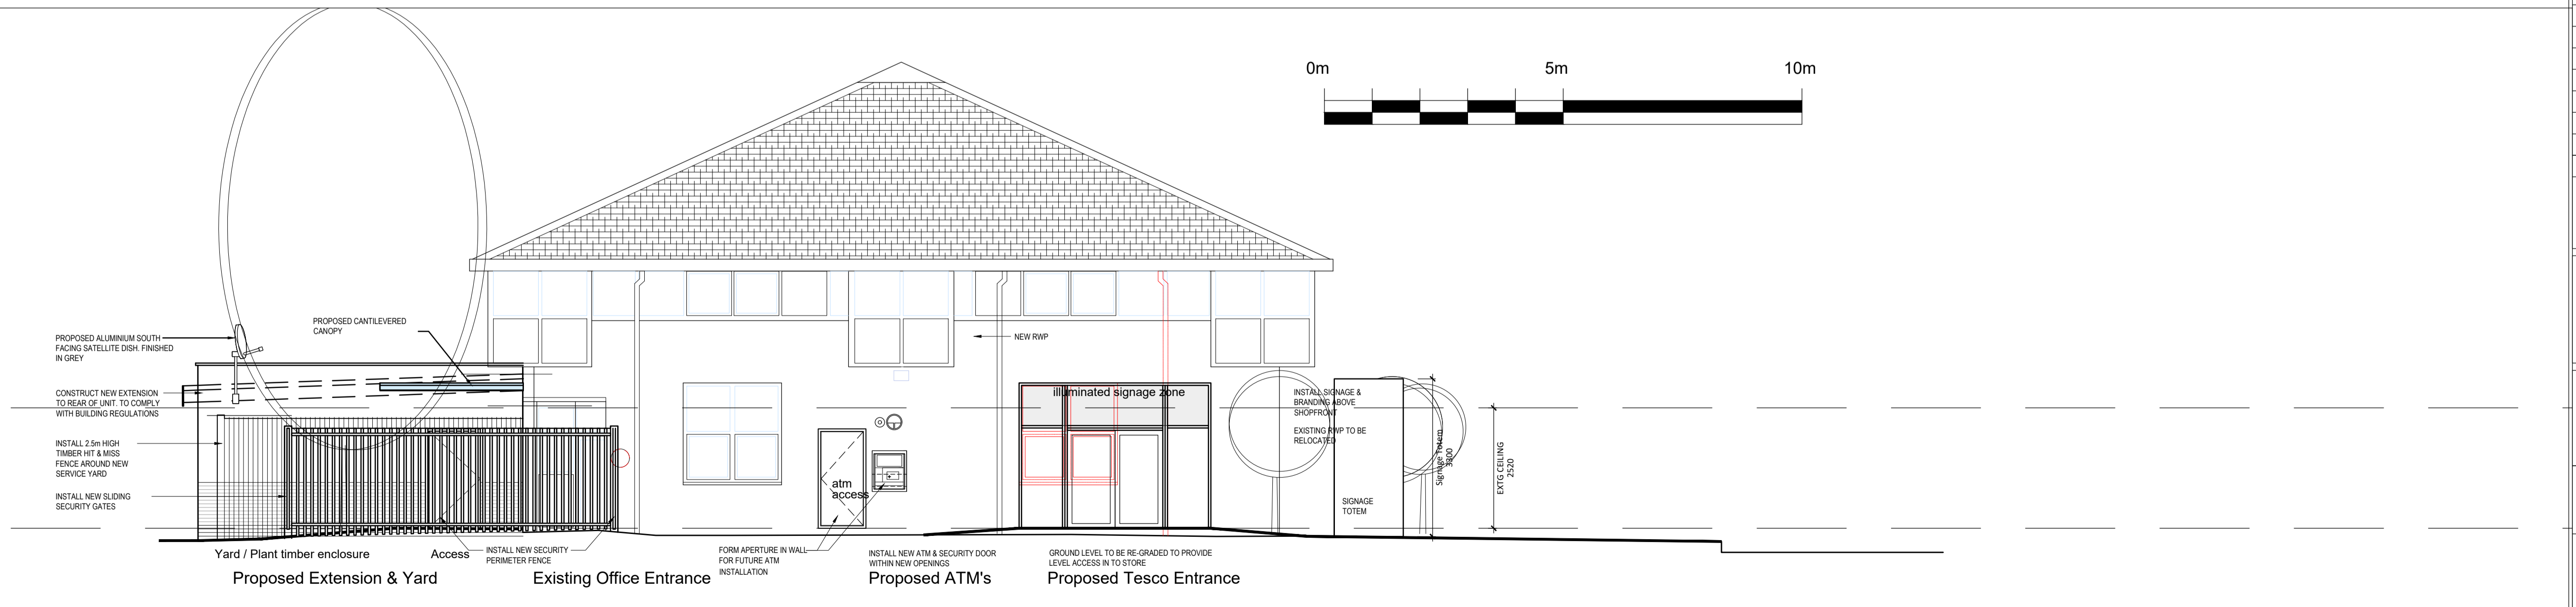 0m
5m
10m
PROPOSED ALUMINIUM SOUTH
FACING SATELLITE DISH. FINISHED
IN GREY
PROPOSED CANTILEVERED
CANOPY
NEW RWP
CONSTRUCT NEW EXTENSION
TO REAR OF UNIT. TO COMPLY
WITH BUILDING REGULATIONS
illuminated signage zone
INSTALL SIGNAGE &
BRANDING ABOVE
SHOPFRONT
EXISTING RWP TO BE
RELOCATED
INSTALL 2.5m HIGH
TIMBER HIT & MISS
FENCE AROUND NEW
SERVICE YARD
Signage Totem
3300
EXTG CEILING
2520
atm
access
INSTALL NEW SLIDING
SECURITY GATES
SIGNAGE
TOTEM
Yard / Plant timber enclosure
Access
INSTALL NEW SECURITY
PERIMETER FENCE
FORM APERTURE IN WALL
FOR FUTURE ATM
INSTALLATION
INSTALL NEW ATM & SECURITY DOOR
WITHIN NEW OPENINGS
GROUND LEVEL TO BE RE-GRADED TO PROVIDE
LEVEL ACCESS IN TO STORE
Proposed Extension & Yard
Existing Office Entrance
Proposed ATM's
Proposed Tesco Entrance